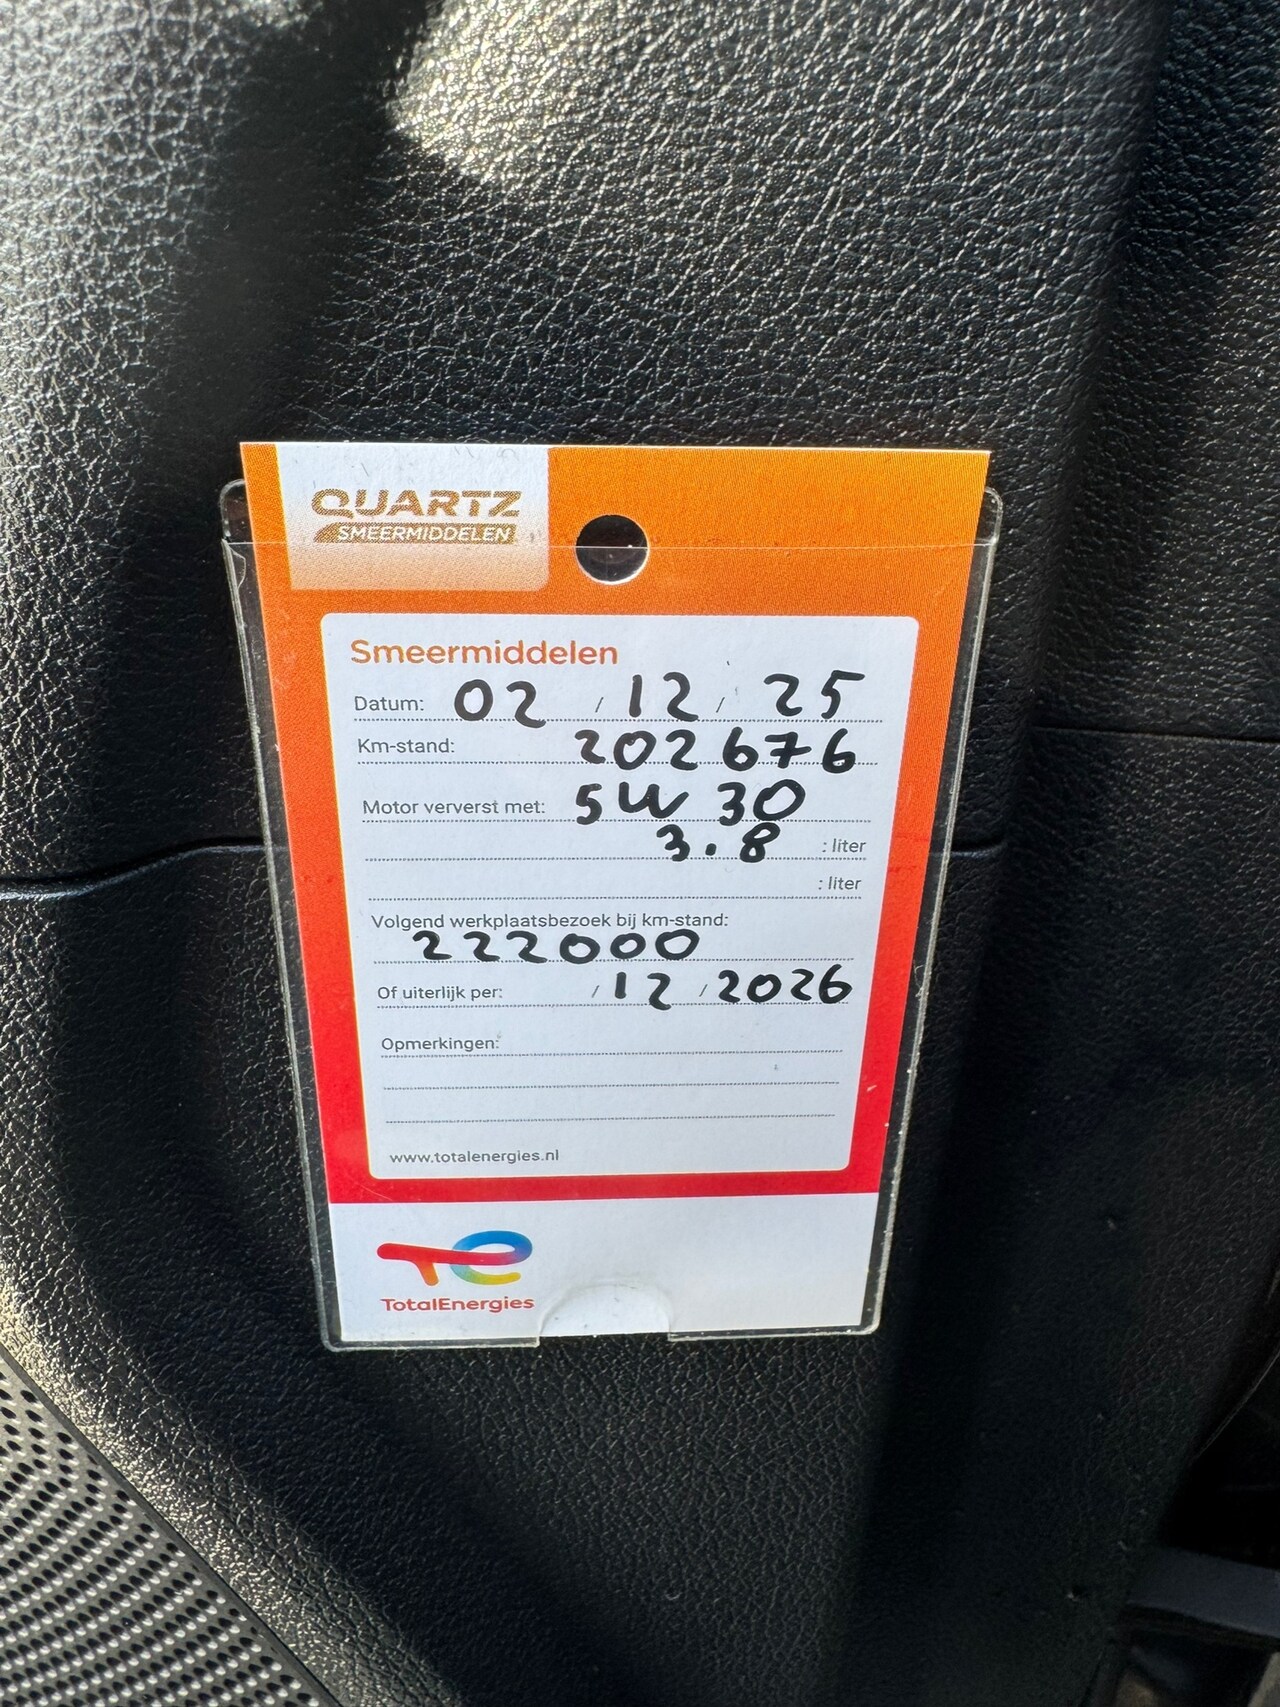 QUARTZ
SMEERMIDDELEN
Smeermiddelen
Datum: 02 / 12 / 25
Km-stand: 202676
Motor ververst met: 5W 30
3.8 : liter
: liter
Volgend werkplaatsbezoek bij km-stand:
222000
Of uiterlijk per: / 12 / 2026
Opmerkingen:
www.totalenergies.nl
TotalEnergies